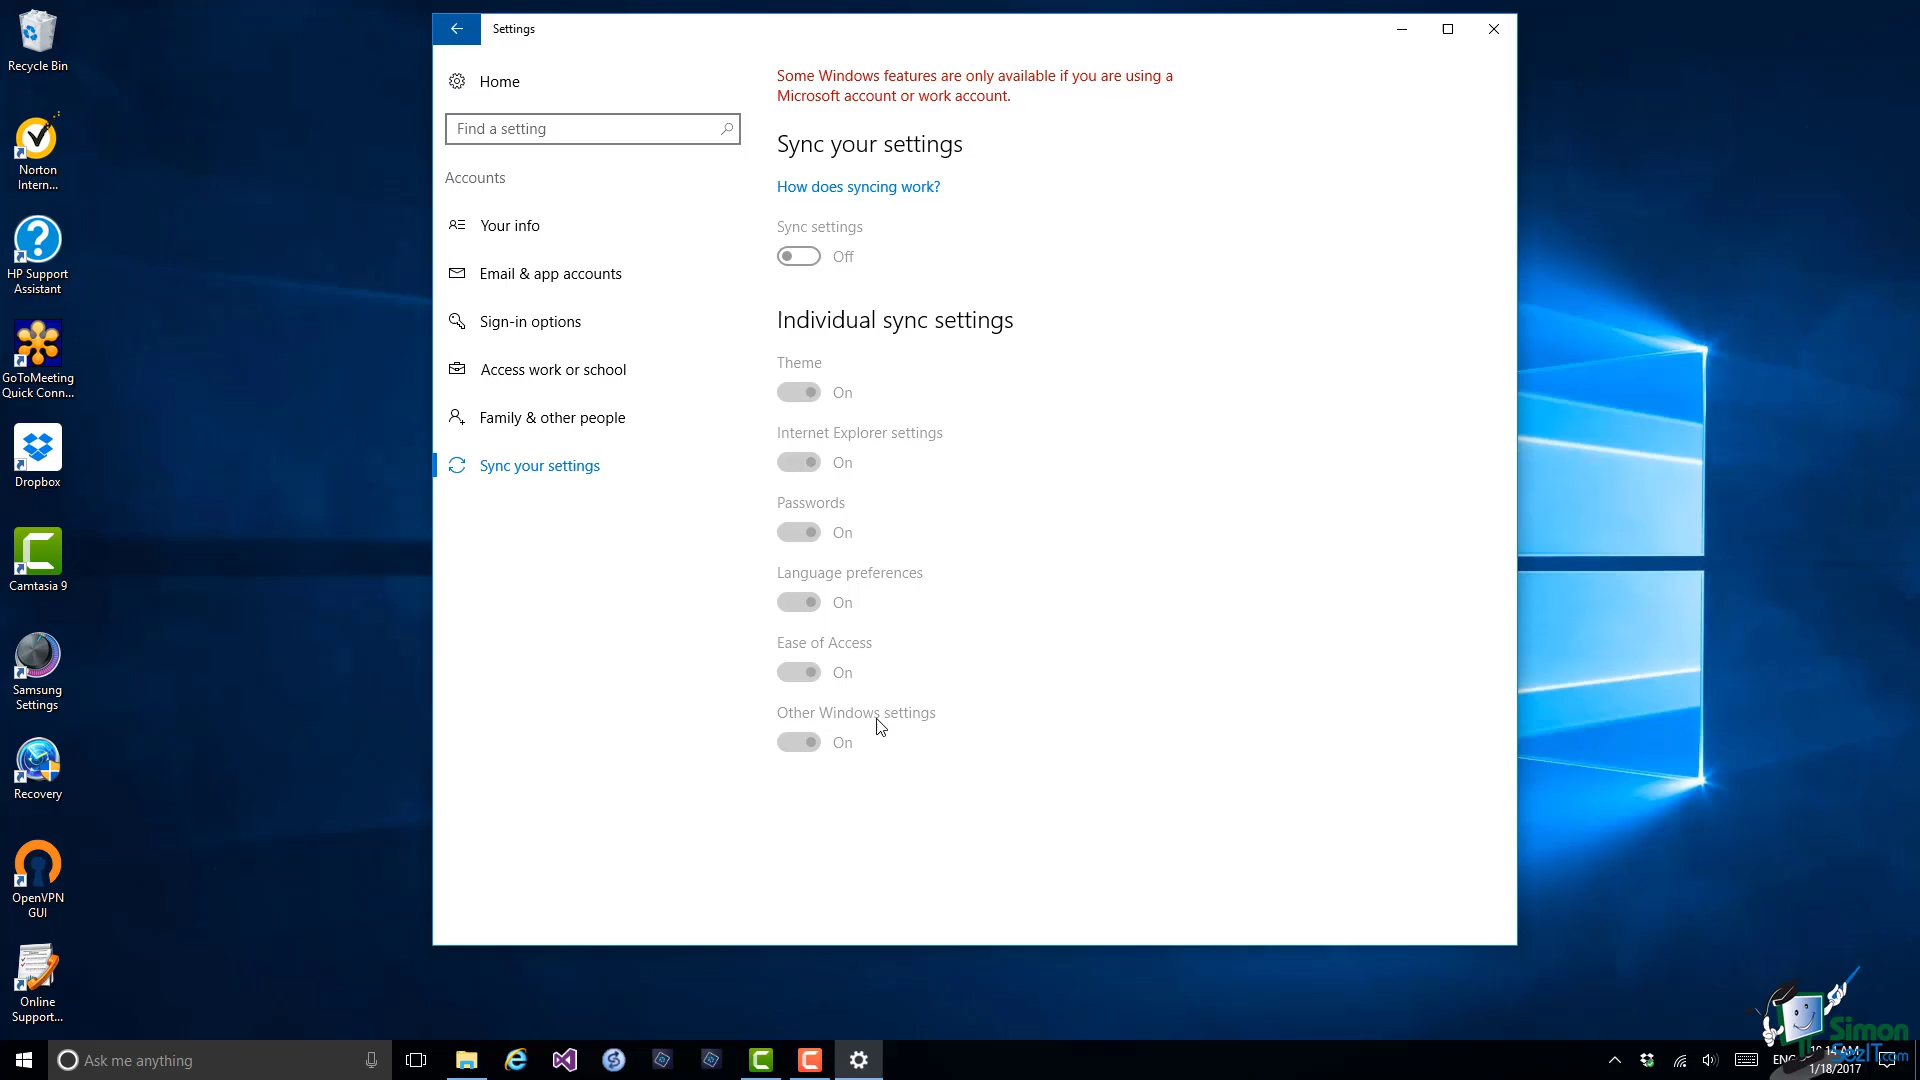 Recycle Bin
Norton
Intern...
HP Support
Assistant
GoToMeeting
Quick Conn...
Dropbox
Camtasia 9
Samsung
Settings
Recovery
OpenVPN
GUI
Online
Support...
Settings
Home
Find a setting
Accounts
Your info
Email & app accounts
Sign-in options
Access work or school
Family & other people
Sync your settings
Some Windows features are only available if you are using a
Microsoft account or work account.
Sync your settings
How does syncing work?
Sync settings
Off
Individual sync settings
Theme
On
Internet Explorer settings
On
Passwords
On
Language preferences
On
Ease of Access
On
Other Windows settings
On
Ask me anything
ENG
10:14 AM
1/18/2017
Simon
SezIT.com